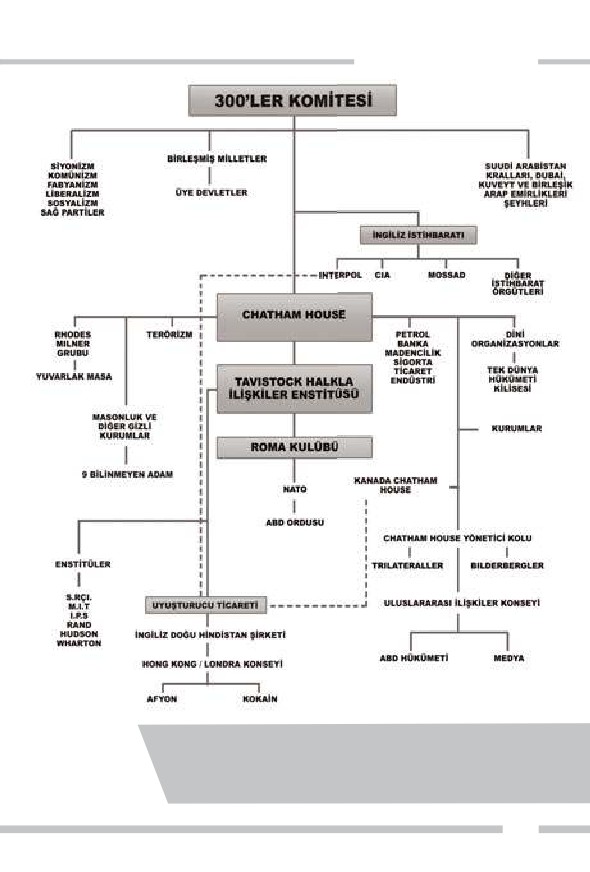 300'LER KOMİTESİ
SİYONİZM
KOMÜNİZM
FABYANİZM
LİBERALİZM
SOSYALİZM
SAĞ PARTİLER
BİRLEŞMİŞ MİLLETLER
ÜYE DEVLETLER
SUUDİ ARABİSTAN
KRALLARI, DUBAİ,
KUVEYT VE BİRLEŞİK
ARAP EMİRLİKLERİ
ŞEYHLERİ
İNGİLİZ İSTİHBARATI
INTERPOL
CIA
MOSSAD
DİĞER
İSTİHBARAT
ÖRGÜTLERİ
CHATHAM HOUSE
RHODES
MILNER
GRUBU
YUVARLAK MASA
TERÖRİZM
PETROL
BANKA
MADENCİLİK
SİGORTA
TİCARET
ENDÜSTRİ
DİNİ
ORGANİZASYONLAR
TEK DÜNYA
HÜKÜMETİ
KİLİSESİ
TAVISTOCK HALKLA
İLİŞKİLER ENSTİTÜSÜ
MASONLUK VE
DİĞER GİZLİ
KURUMLAR
9 BİLİNMEYEN ADAM
KURUMLAR
ROMA KULÜBÜ
NATO
ABD ORDUSU
KANADA CHATHAM
HOUSE
CHATHAM HOUSE YÖNETİCİ KOLU
TRILATERALLER
BILDERBERGLER
ENSTİTÜLER
S.RÇI.
M.I.T
I.P.S
RAND
HUDSON
WHARTON
UYUŞTURUCU TİCARETİ
İNGİLİZ DOĞU HİNDİSTAN ŞİRKETİ
HONG KONG / LONDRA KONSEYİ
AFYON
KOKAİN
ULUSLARARASI İLİŞKİLER KONSEYİ
ABD HÜKÜMETİ
MEDYA